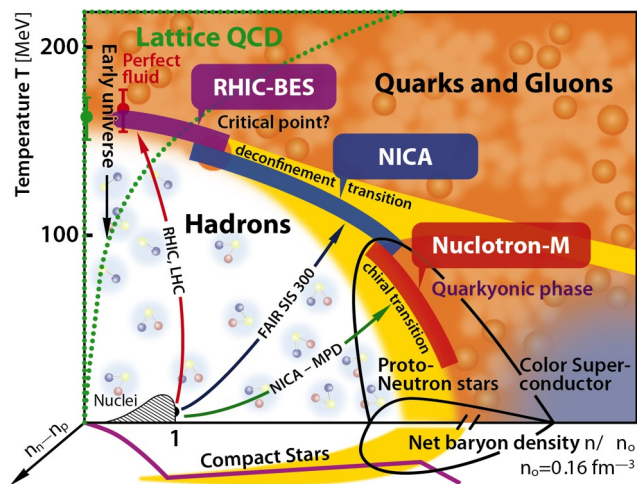 200
Temperature T [MeV]
Early universe
Lattice QCD
Perfect
fluid
RHIC-BES
Critical point?
Quarks and Gluons
NICA
deconfinement transition
100
Hadrons
Nuclotron-M
Quarkyonic phase
chiral transition
RHIC, LHC
FAIR SIS 300
NICA – MPD
Proto-
Neutron stars
Color Super-
conductor
Nuclei
1
nn—np
Compact Stars
Net baryon density n/ no
no=0.16 fm—3